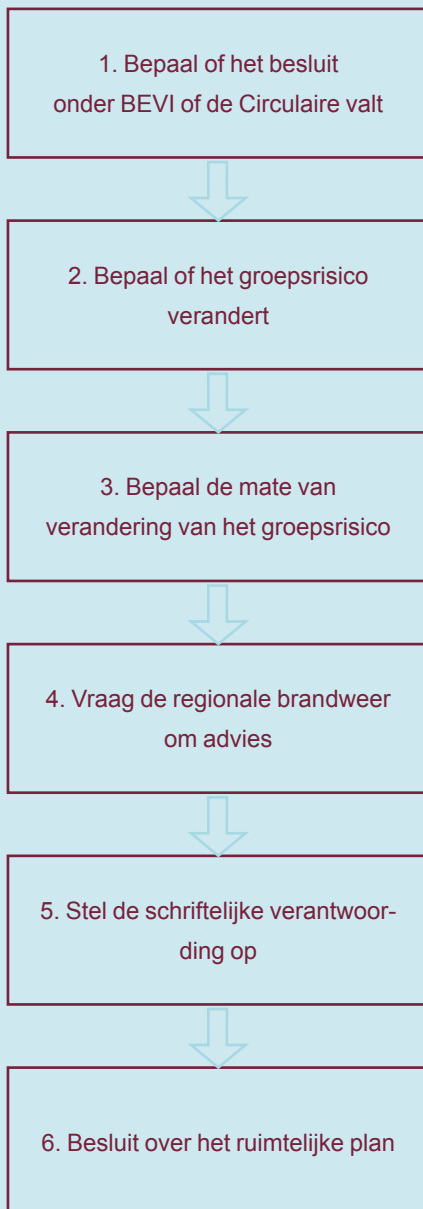 1. Bepaal of het besluit
onder BEVI of de Circulaire valt
2. Bepaal of het groepsrisico
verandert
3. Bepaal de mate van
verandering van het groepsrisico
4. Vraag de regionale brandweer
om advies
5. Stel de schriftelijke verantwoor-
ding op
6. Besluit over het ruimtelijke plan